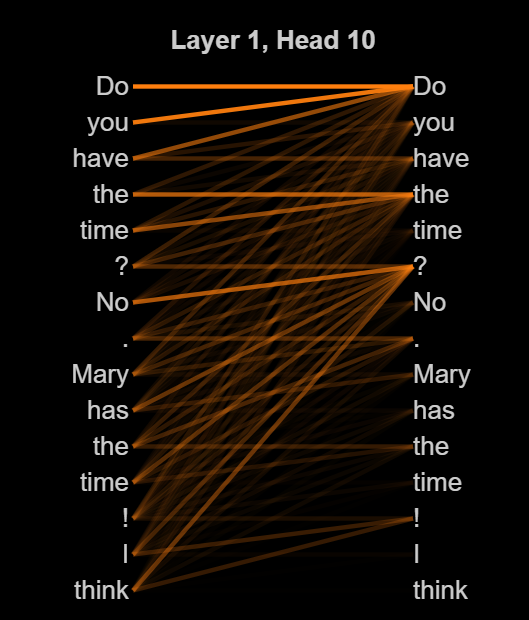 Layer 1, Head 10
Do Do
you you
have have
the the
time time
? ?
No No
. .
Mary Mary
has has
the the
time time
! !
I I
think think